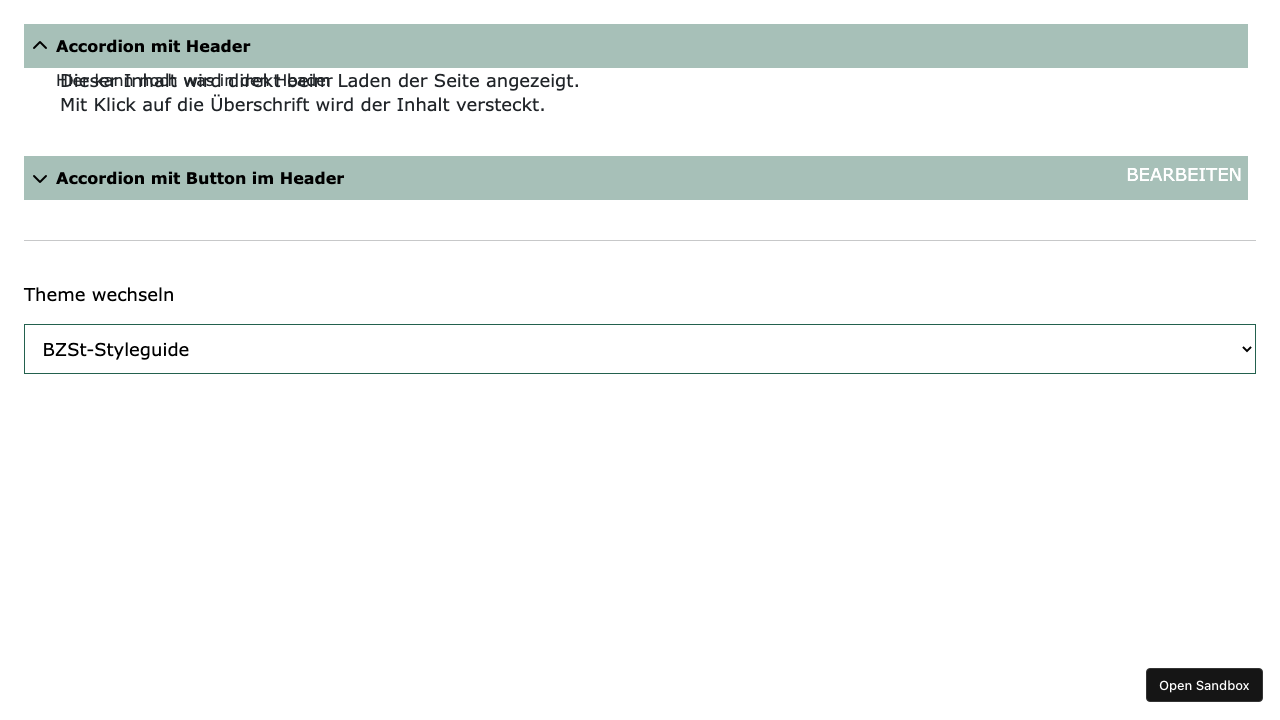 Accordion mit Header
Hier kann noch was in den Header
Dieser Inhalt wird direkt beim Laden der Seite angezeigt.
Mit Klick auf die Überschrift wird der Inhalt versteckt.
Accordion mit Button im Header
BEARBEITEN
Theme wechseln
BZSt-Styleguide
Open Sandbox